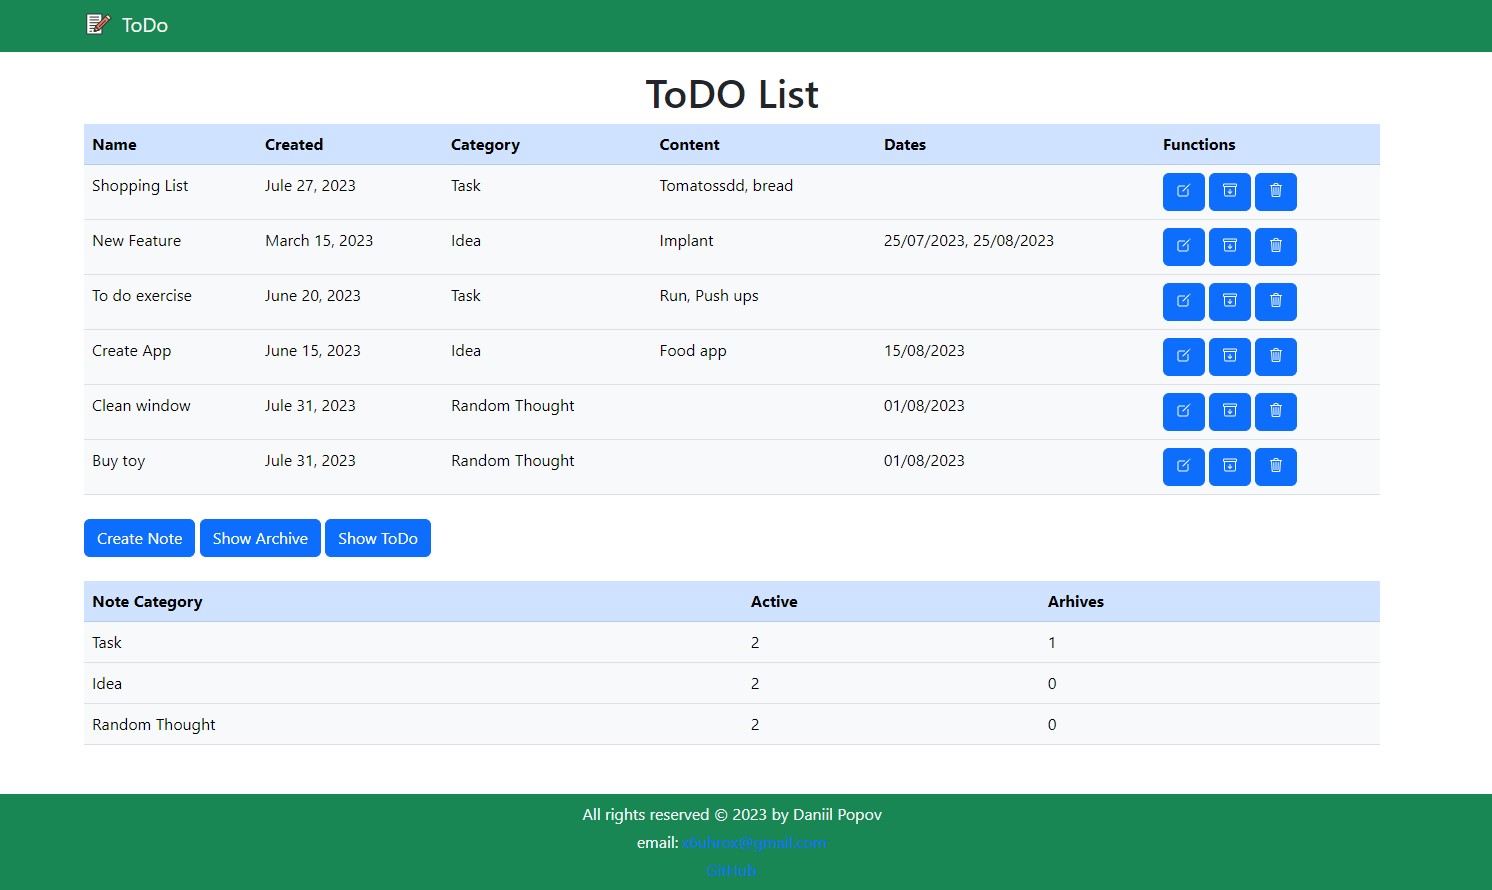 ToDo
ToDO List
Name Created Category Content Dates Functions
Shopping List Jule 27, 2023 Task Tomatossdd, bread
New Feature March 15, 2023 Idea Implant 25/07/2023, 25/08/2023
To do exercise June 20, 2023 Task Run, Push ups
Create App June 15, 2023 Idea Food app 15/08/2023
Clean window Jule 31, 2023 Random Thought 01/08/2023
Buy toy Jule 31, 2023 Random Thought 01/08/2023
Create Note Show Archive Show ToDo
Note Category Active Arhives
Task 2 1
Idea 2 0
Random Thought 2 0
All rights reserved © 2023 by Daniil Popov
email:
GitHub